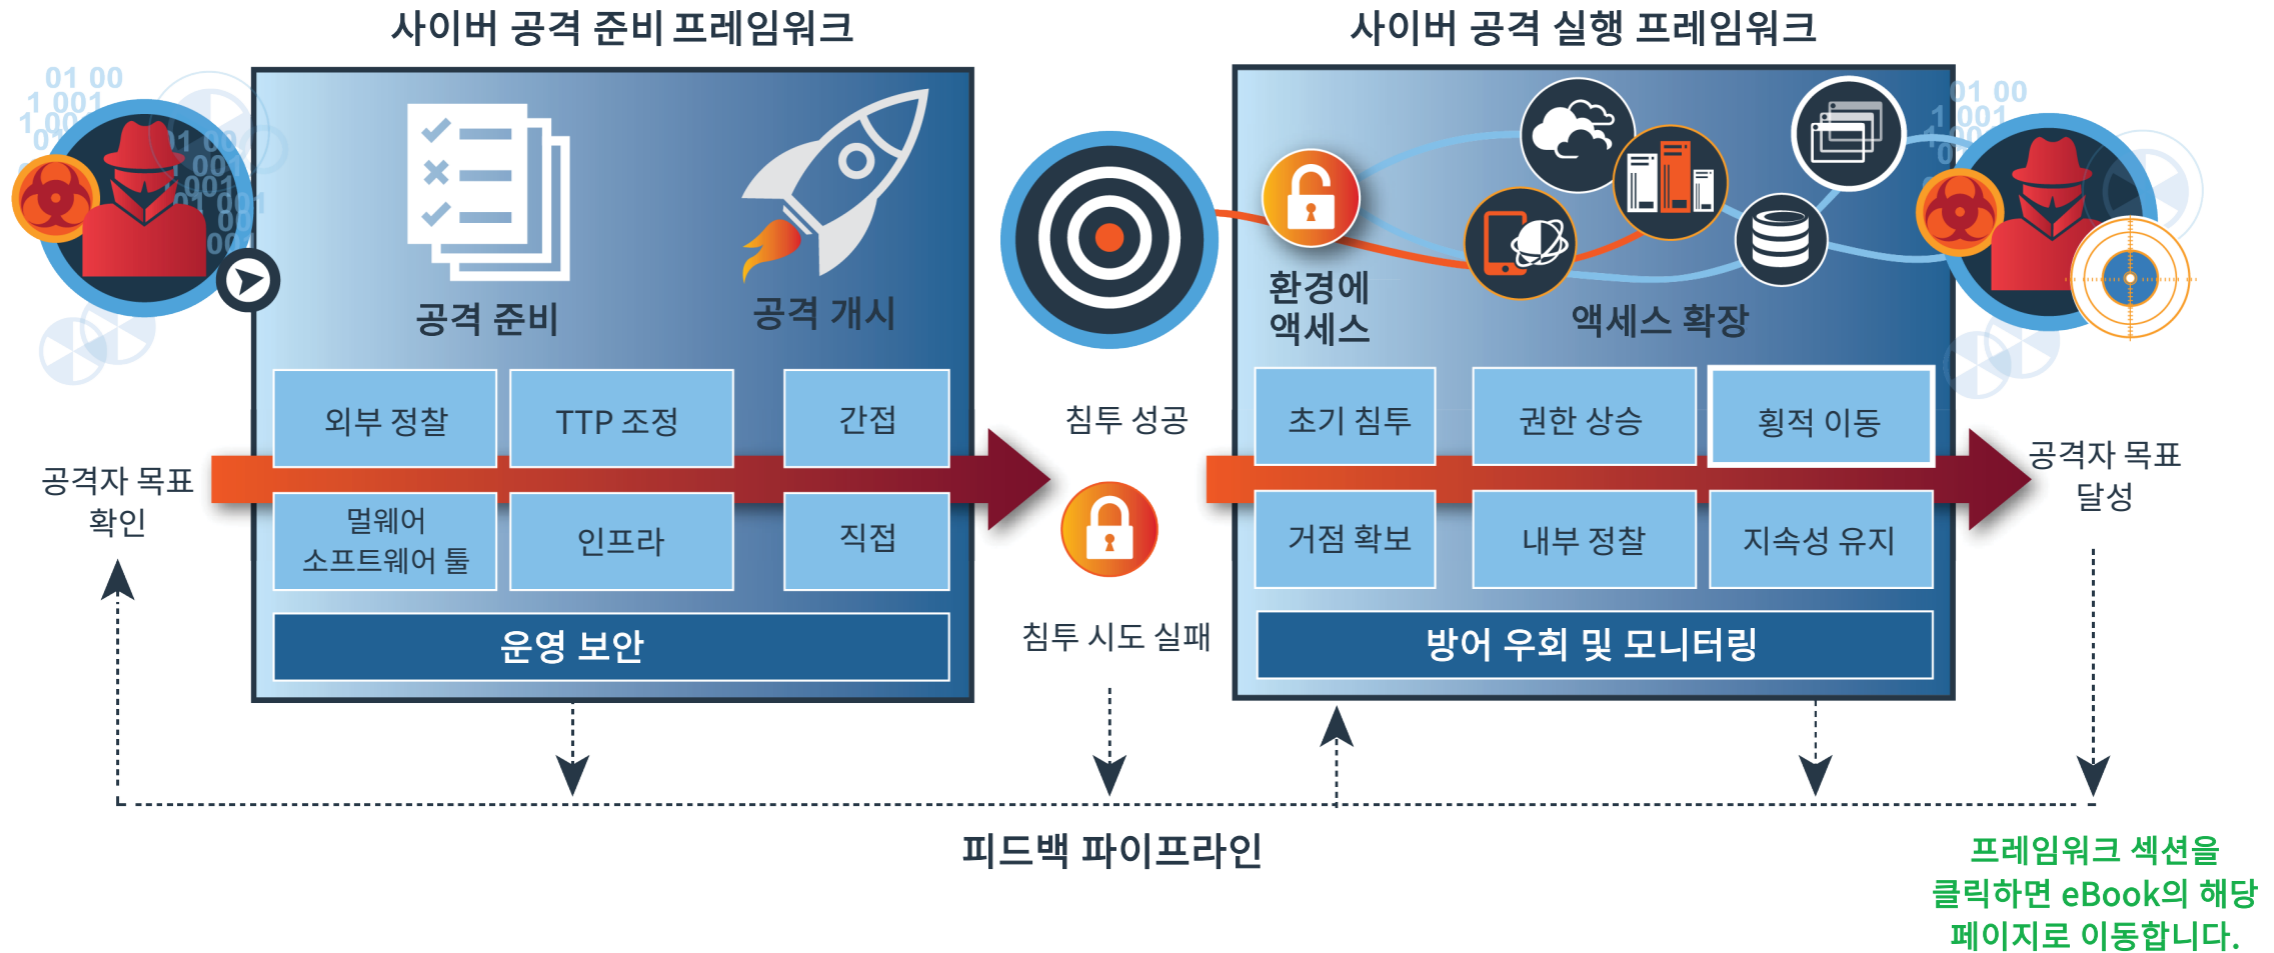 사이버 공격 준비 프레임워크
사이버 공격 실행 프레임워크
01 00
1 001
공격 준비
공격 개시
환경에
액세스
액세스 확장
외부 정찰
TTP 조정
간접
침투 성공
초기 침투
권한 상승
횡적 이동
공격자 목표
확인
공격자 목표
달성
멀웨어
소프트웨어 툴
인프라
직접
거점 확보
내부 정찰
지속성 유지
운영 보안
침투 시도 실패
방어 우회 및 모니터링
피드백 파이프라인
프레임워크 섹션을
클릭하면 eBook의 해당
페이지로 이동합니다.